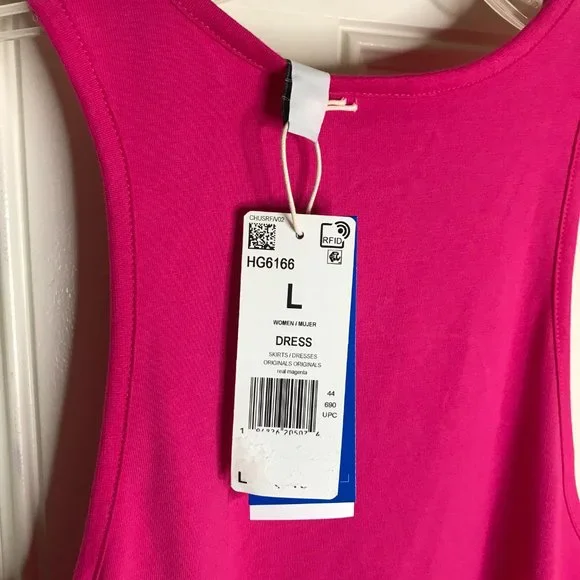 CHUSRF/V02
RFID
HG6166
L
WOMEN / MUJER
DRESS
SKIRTS / DRESSES
ORIGINALS ORIGINALS
real magenta
44
690
UPC
L